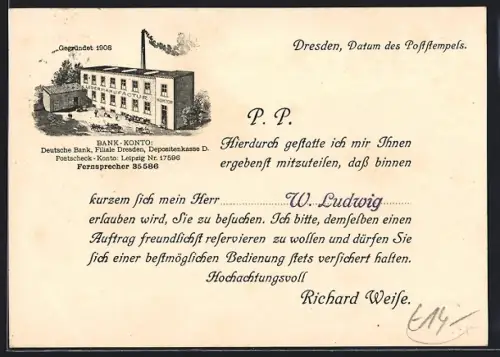 Gegründet 1908
LEDERMANUFACTUR
KONTOR
BANK-KONTO:
Deutsche Bank, Filiale Dresden, Depositenkasse D.
Postscheck-Konto: Leipzig Nr. 17596
Fernsprecher 35586
Dresden, Datum des Poſtſtempels.
P. P.
Hierdurch geſtatte ich mir Ihnen
ergebenſt mitzuteilen, daß binnen
kurzem ſich mein Herr W. Ludwig
erlauben wird, Sie zu beſuchen. Ich bitte, demſelben einen
Auftrag freundlichſt reſervieren zu wollen und dürfen Sie
ſich einer beſtmöglichen Bedienung ſtets verſichert halten.
Hochachtungsvoll
Richard Weiſe.
€14-